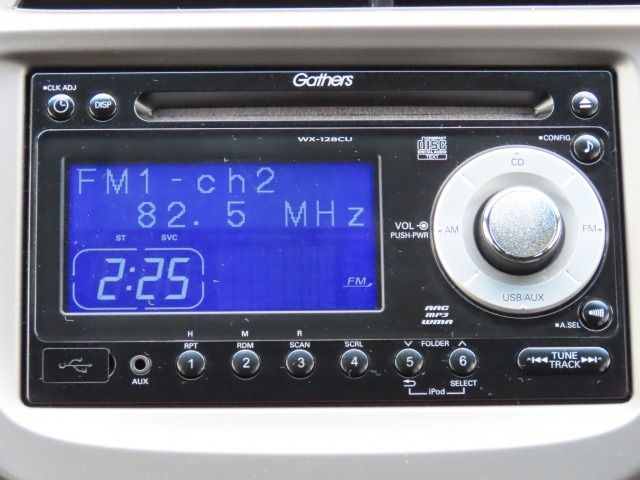 Gathers
CLK ADJ
DISP
WX-128CU
COMPACT
disc
DIGITAL AUDIO
TEXT
CONFIG
FM1-ch2
82.5 MHz
ST SVC
2:25
FM
CD
VOL
PUSH-PWR
AM
FM
USB/AUX
AAC
MP3
WMA
A.SEL
H M R
RPT RDM SCAN SCRL FOLDER
1 2 3 4 5 6
AUX
iPod
SELECT
TUNE
TRACK